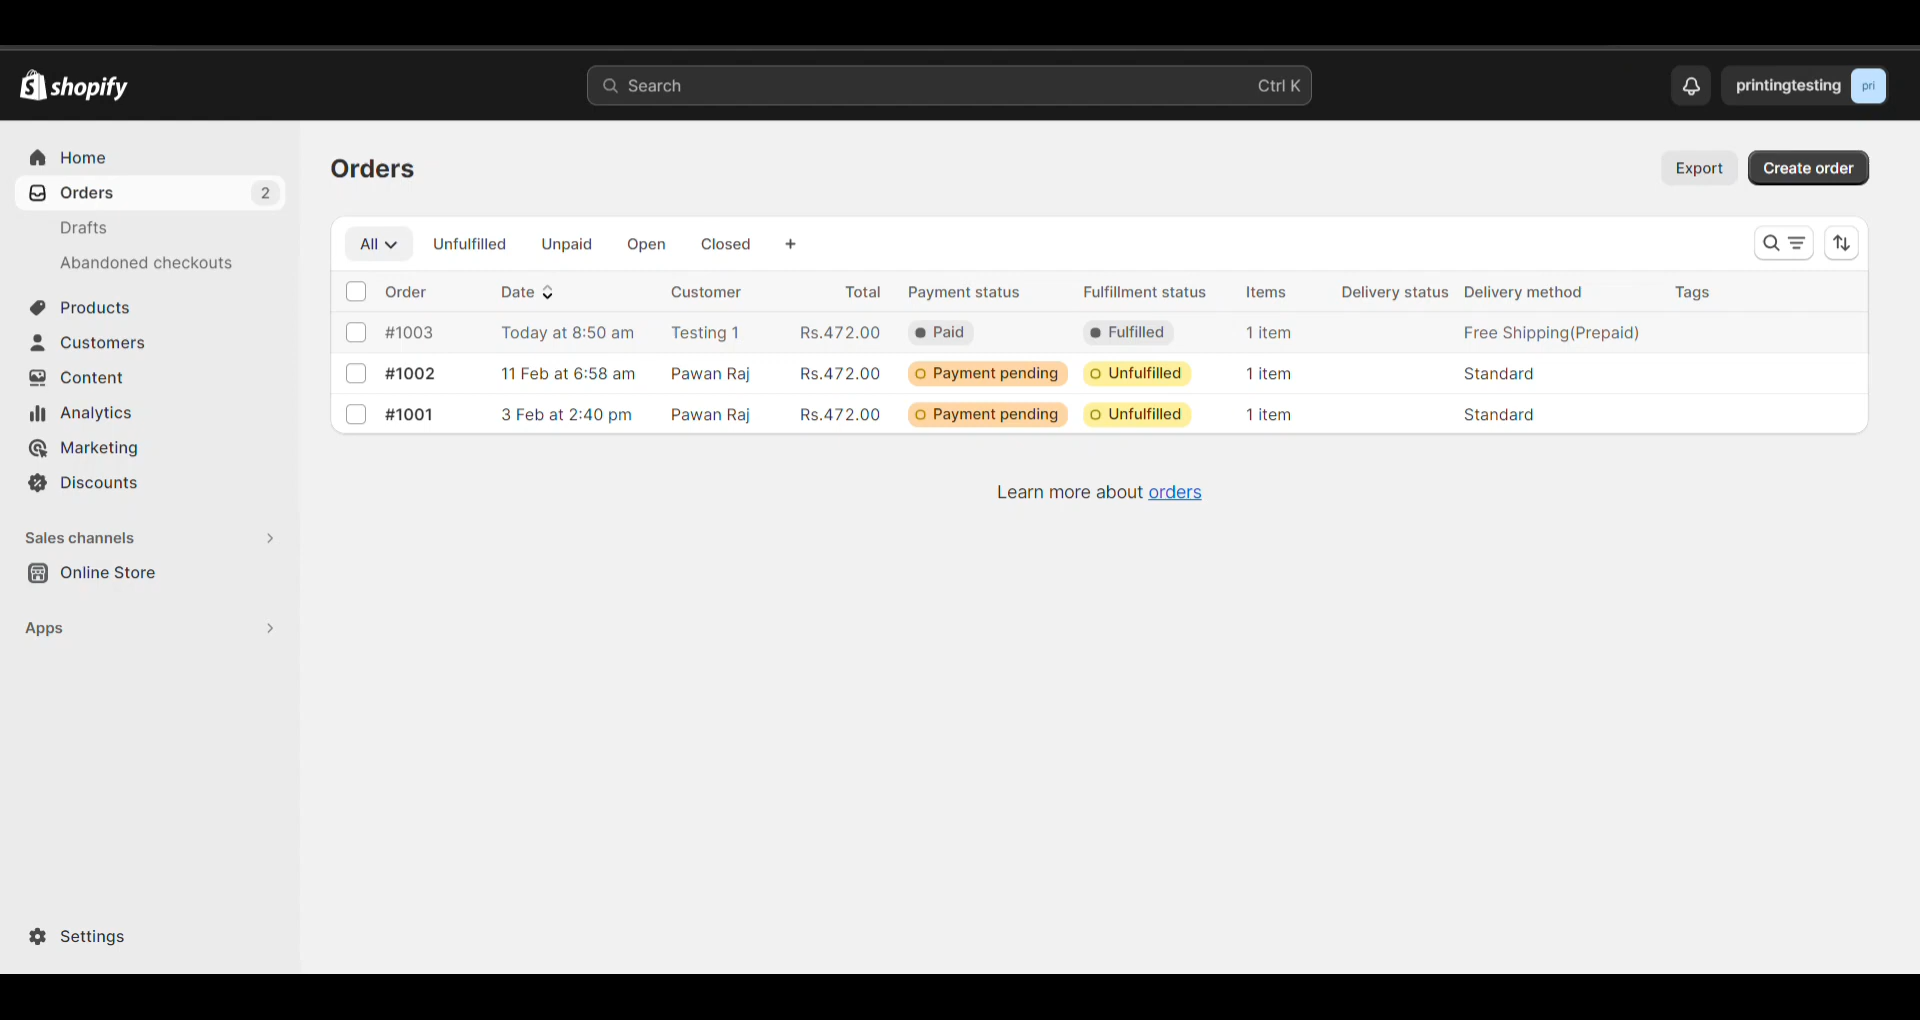 shopify
Search Ctrl K
printingtesting pri
Home
Orders 2
Drafts
Abandoned checkouts
Products
Customers
Content
Analytics
Marketing
Discounts
Sales channels
Online Store
Apps
Settings
Orders
Export Create order
All Unfulfilled Unpaid Open Closed +
Order Date Customer Total Payment status Fulfillment status Items Delivery status Delivery method Tags
#1003 Today at 8:50 am Testing 1 Rs.472.00 Paid Fulfilled 1 item Free Shipping(Prepaid)
#1002 11 Feb at 6:58 am Pawan Raj Rs.472.00 Payment pending Unfulfilled 1 item Standard
#1001 3 Feb at 2:40 pm Pawan Raj Rs.472.00 Payment pending Unfulfilled 1 item Standard
Learn more about orders